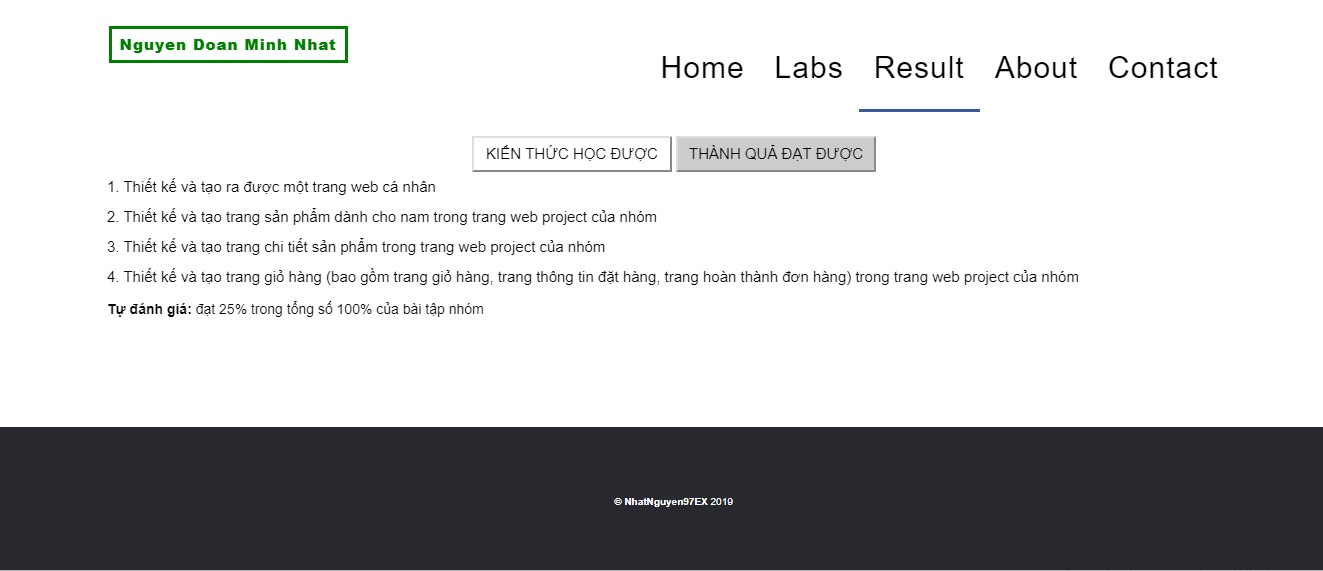 Nguyen Doan Minh Nhat
Home Labs Result About Contact
KIẾN THỨC HỌC ĐƯỢC THÀNH QUẢ ĐẠT ĐƯỢC
1. Thiết kế và tạo ra được một trang web cá nhân
2. Thiết kế và tạo trang sản phẩm dành cho nam trong trang web project của nhóm
3. Thiết kế và tạo trang chi tiết sản phẩm trong trang web project của nhóm
4. Thiết kế và tạo trang giỏ hàng (bao gồm trang giỏ hàng, trang thông tin đặt hàng, trang hoàn thành đơn hàng) trong trang web project của nhóm
Tự đánh giá: đạt 25% trong tổng số 100% của bài tập nhóm
© NhatNguyen97EX 2019